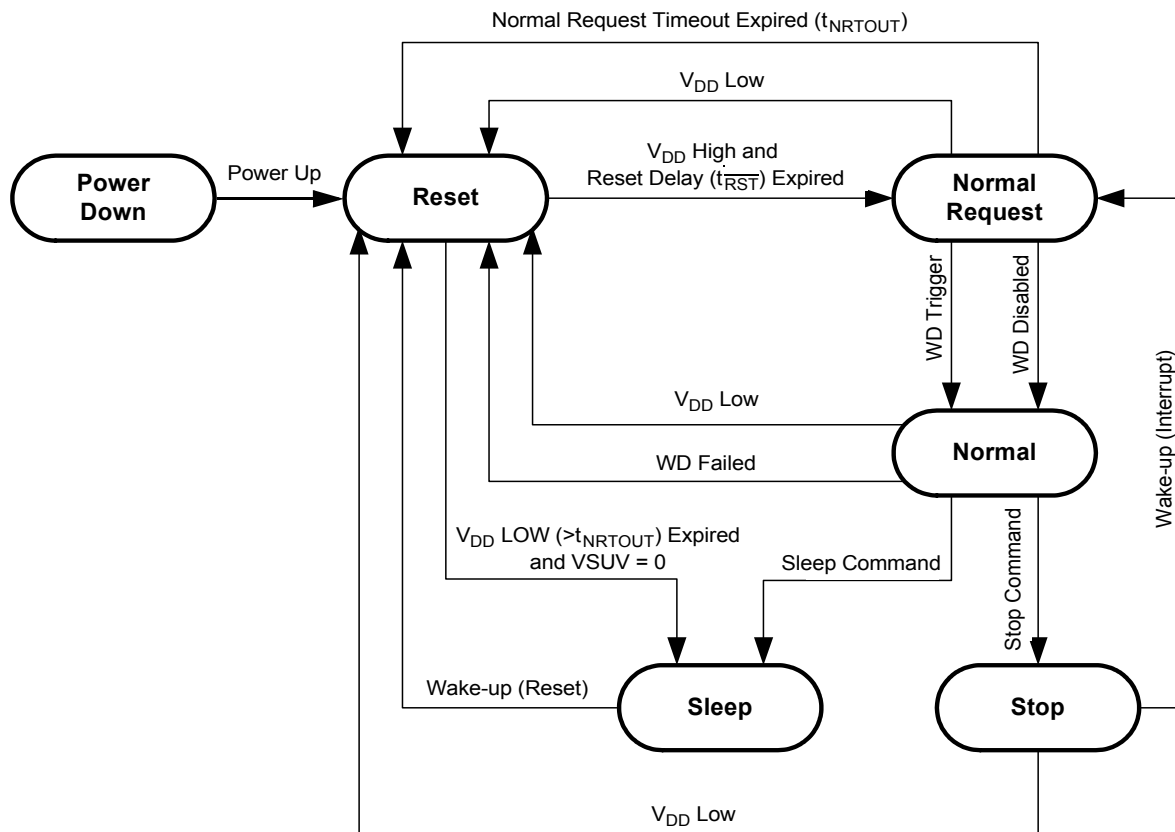 Normal Request Timeout Expired (tNRTOUT)
VDD Low
Power
Down
Power Up
Reset
VDD High and
Reset Delay (tRST) Expired
Normal
Request
WD Trigger
WD Disabled
Wake-up (Interrupt)
VDD Low
Normal
WD Failed
VDD LOW (>tNRTOUT) Expired
and VSUV = 0
Sleep Command
Stop Command
Wake-up (Reset)
Sleep
Stop
VDD Low